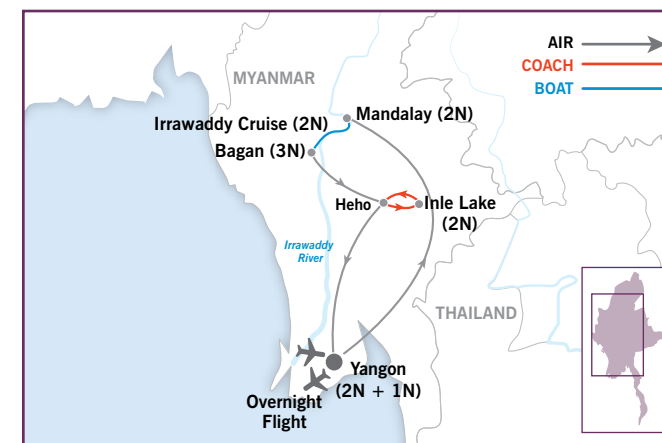 AIR
COACH
BOAT
MYANMAR
Mandalay (2N)
Irrawaddy Cruise (2N)
Bagan (3N)
Heho
Inle Lake
(2N)
Irrawaddy
River
THAILAND
Yangon
(2N + 1N)
Overnight
Flight